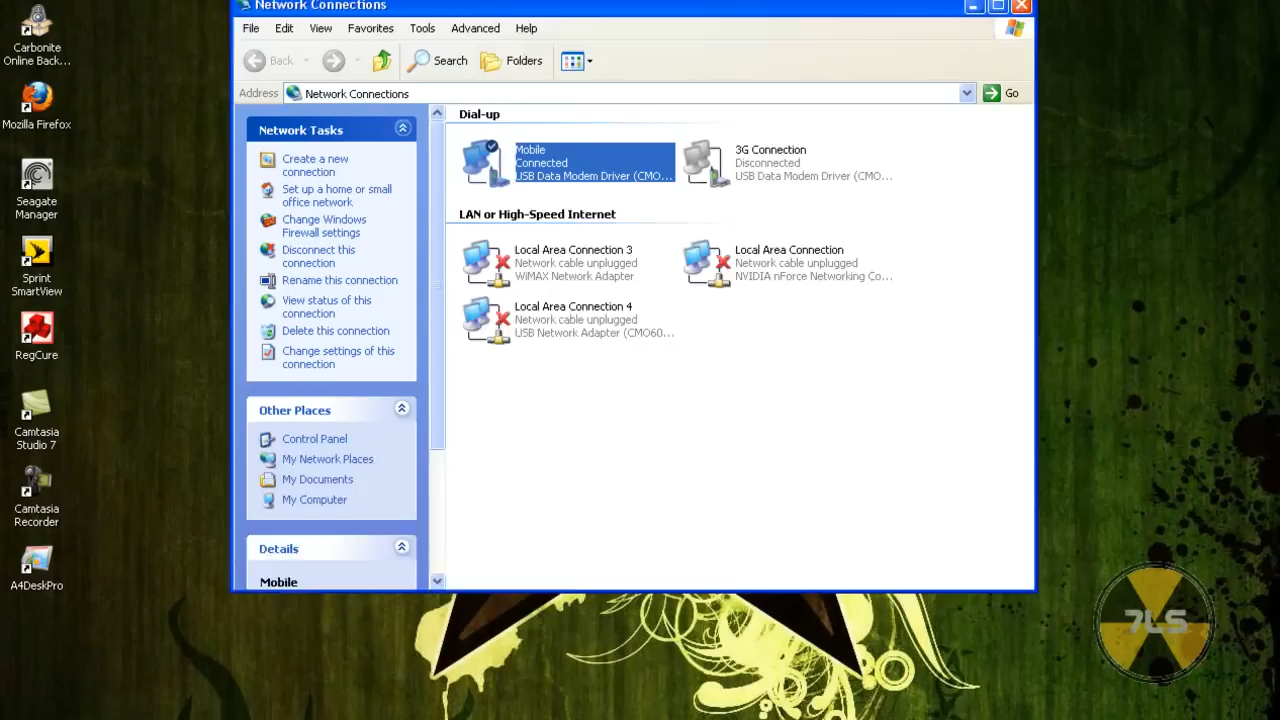 Network Connections
File Edit View Favorites Tools Advanced Help
Back Search Folders
Address Network Connections Go
Carbonite
Online Back...
Mozilla Firefox
Seagate
Manager
Sprint
SmartView
RegCure
Camtasia
Studio 7
Camtasia
Recorder
A4DeskPro
Network Tasks
Create a new
connection
Set up a home or small
office network
Change Windows
Firewall settings
Disconnect this
connection
Rename this connection
View status of this
connection
Delete this connection
Change settings of this
connection
Other Places
Control Panel
My Network Places
My Documents
My Computer
Details
Mobile
Dial-up
Mobile
Connected
USB Data Modem Driver (CMO...
3G Connection
Disconnected
USB Data Modem Driver (CMO...
LAN or High-Speed Internet
Local Area Connection 3
Network cable unplugged
WiMAX Network Adapter
Local Area Connection
Network cable unplugged
NVIDIA nForce Networking Co...
Local Area Connection 4
Network cable unplugged
USB Network Adapter (CMO60...
7LS